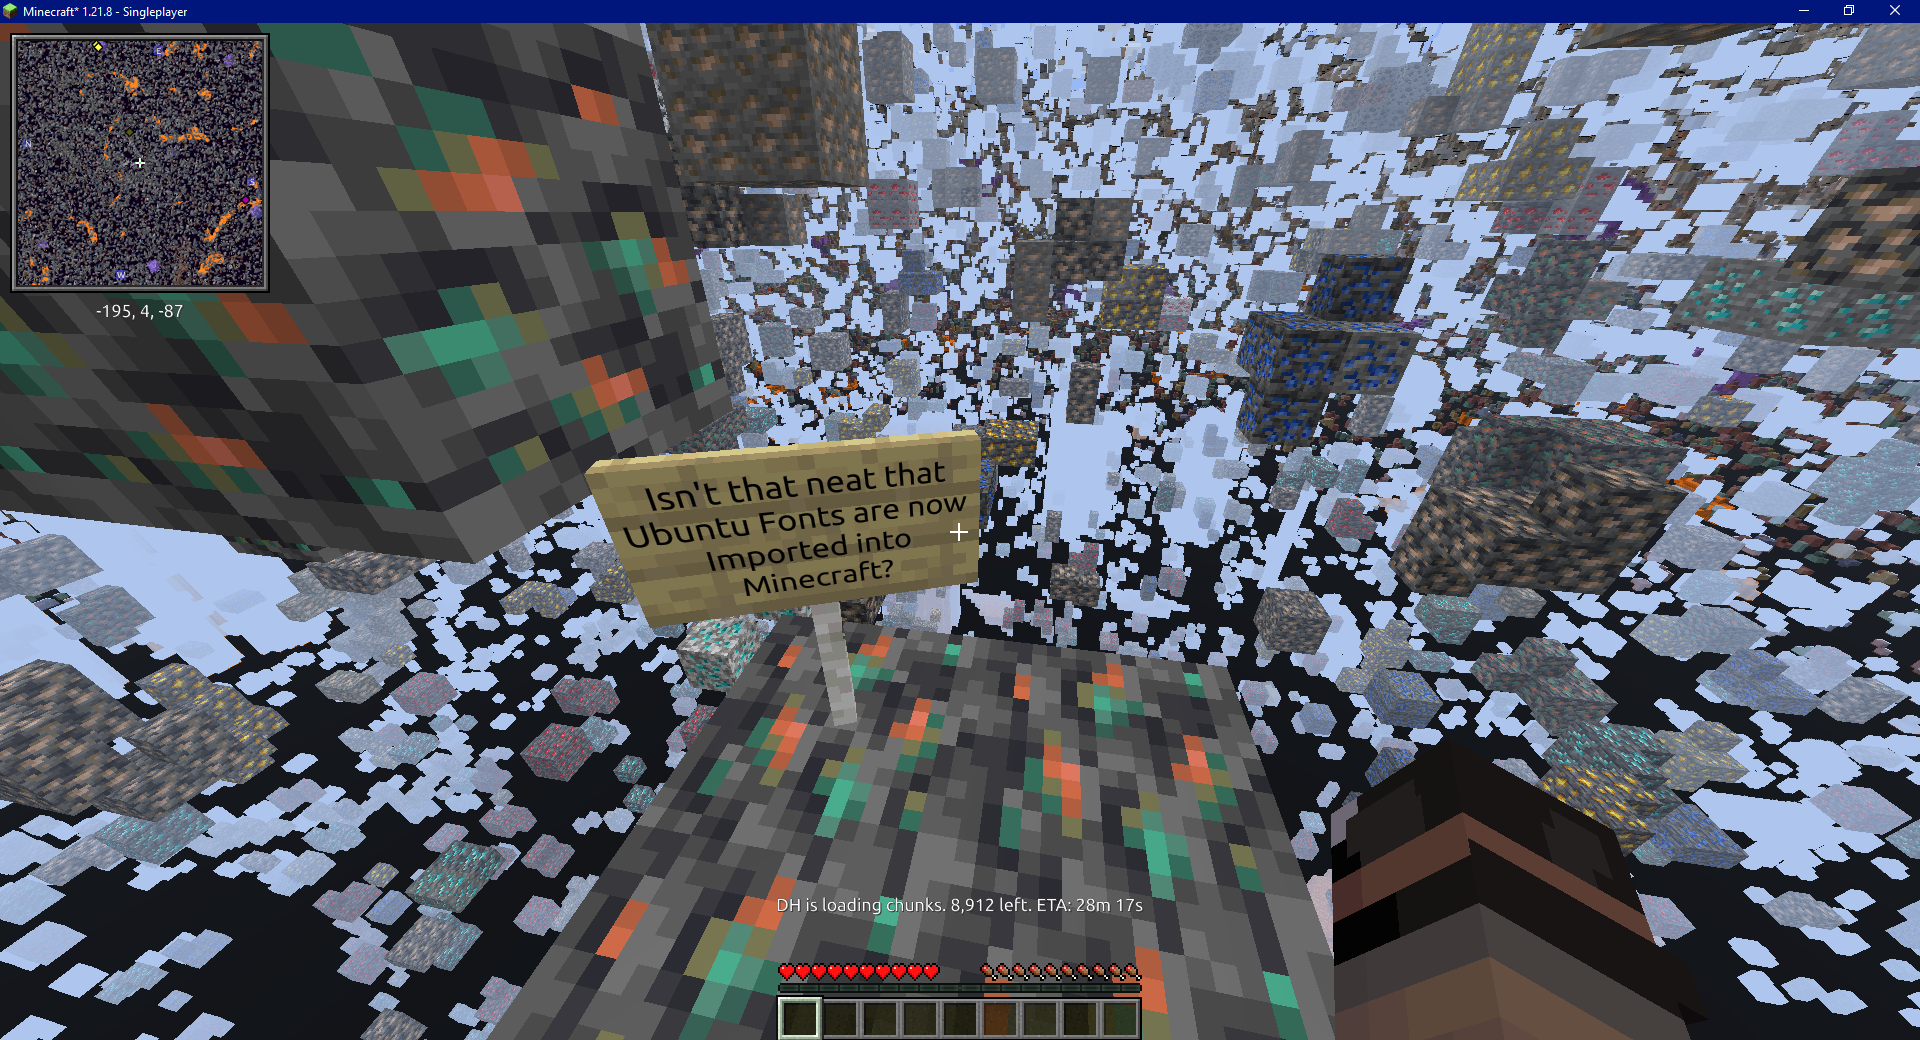 Minecraft* 1.21.8 - Singleplayer
E
N
S
W
-195, 4, -87
Isn't that neat that
Ubuntu Fonts are now
Imported into
Minecraft?
DH is loading chunks. 8,912 left. ETA: 28m 17s